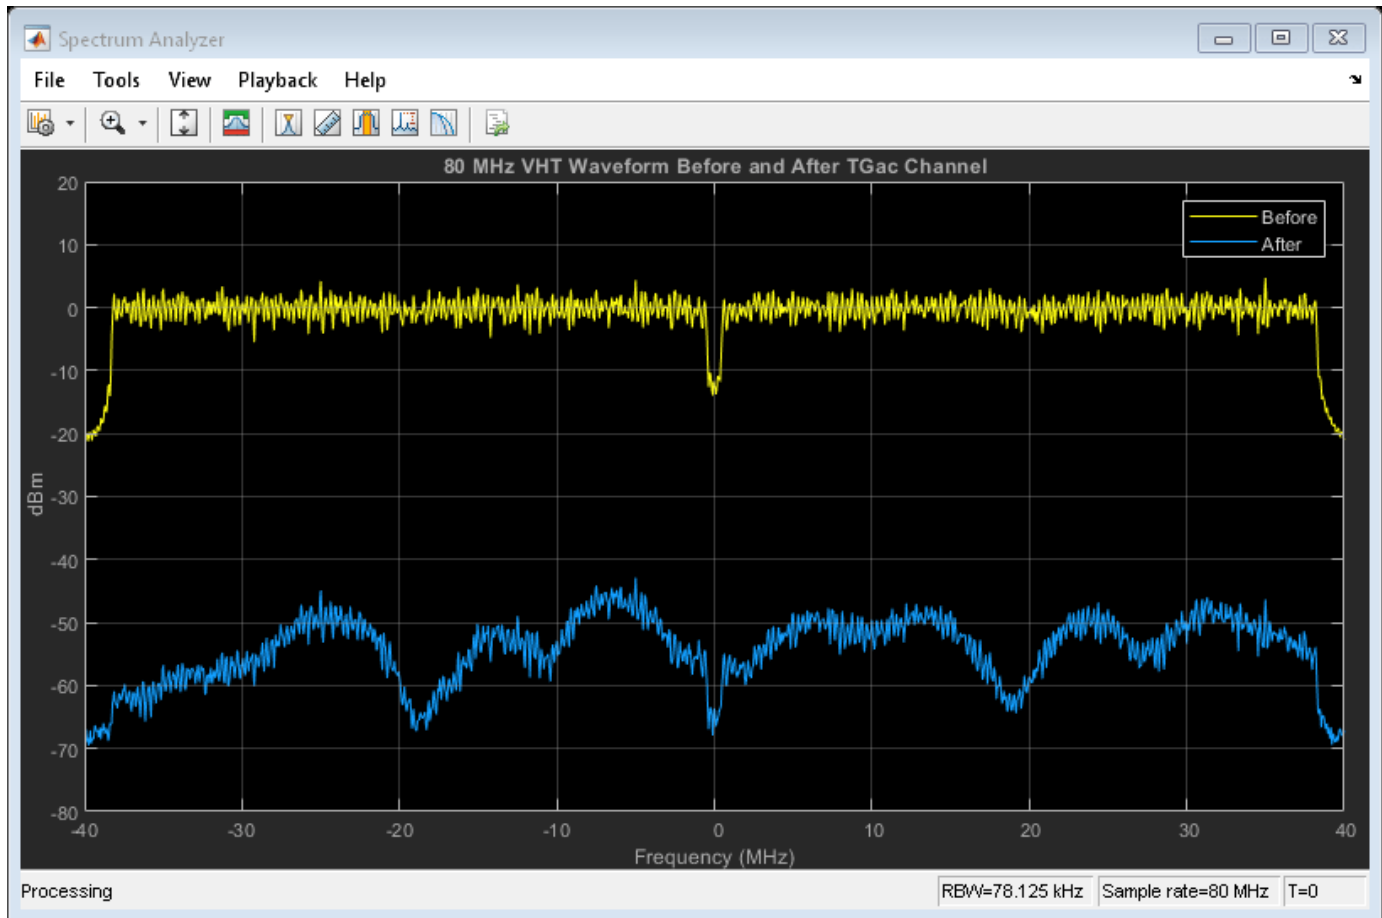 Spectrum Analyzer
File Tools View Playback Help
80 MHz VHT Waveform Before and After TGac Channel
Before
After
20
10
0
-10
-20
-30
-40
-50
-60
-70
-80
dBm
-40 -30 -20 -10 0 10 20 30 40
Frequency (MHz)
Processing RBW=78.125 kHz Sample rate=80 MHz T=0